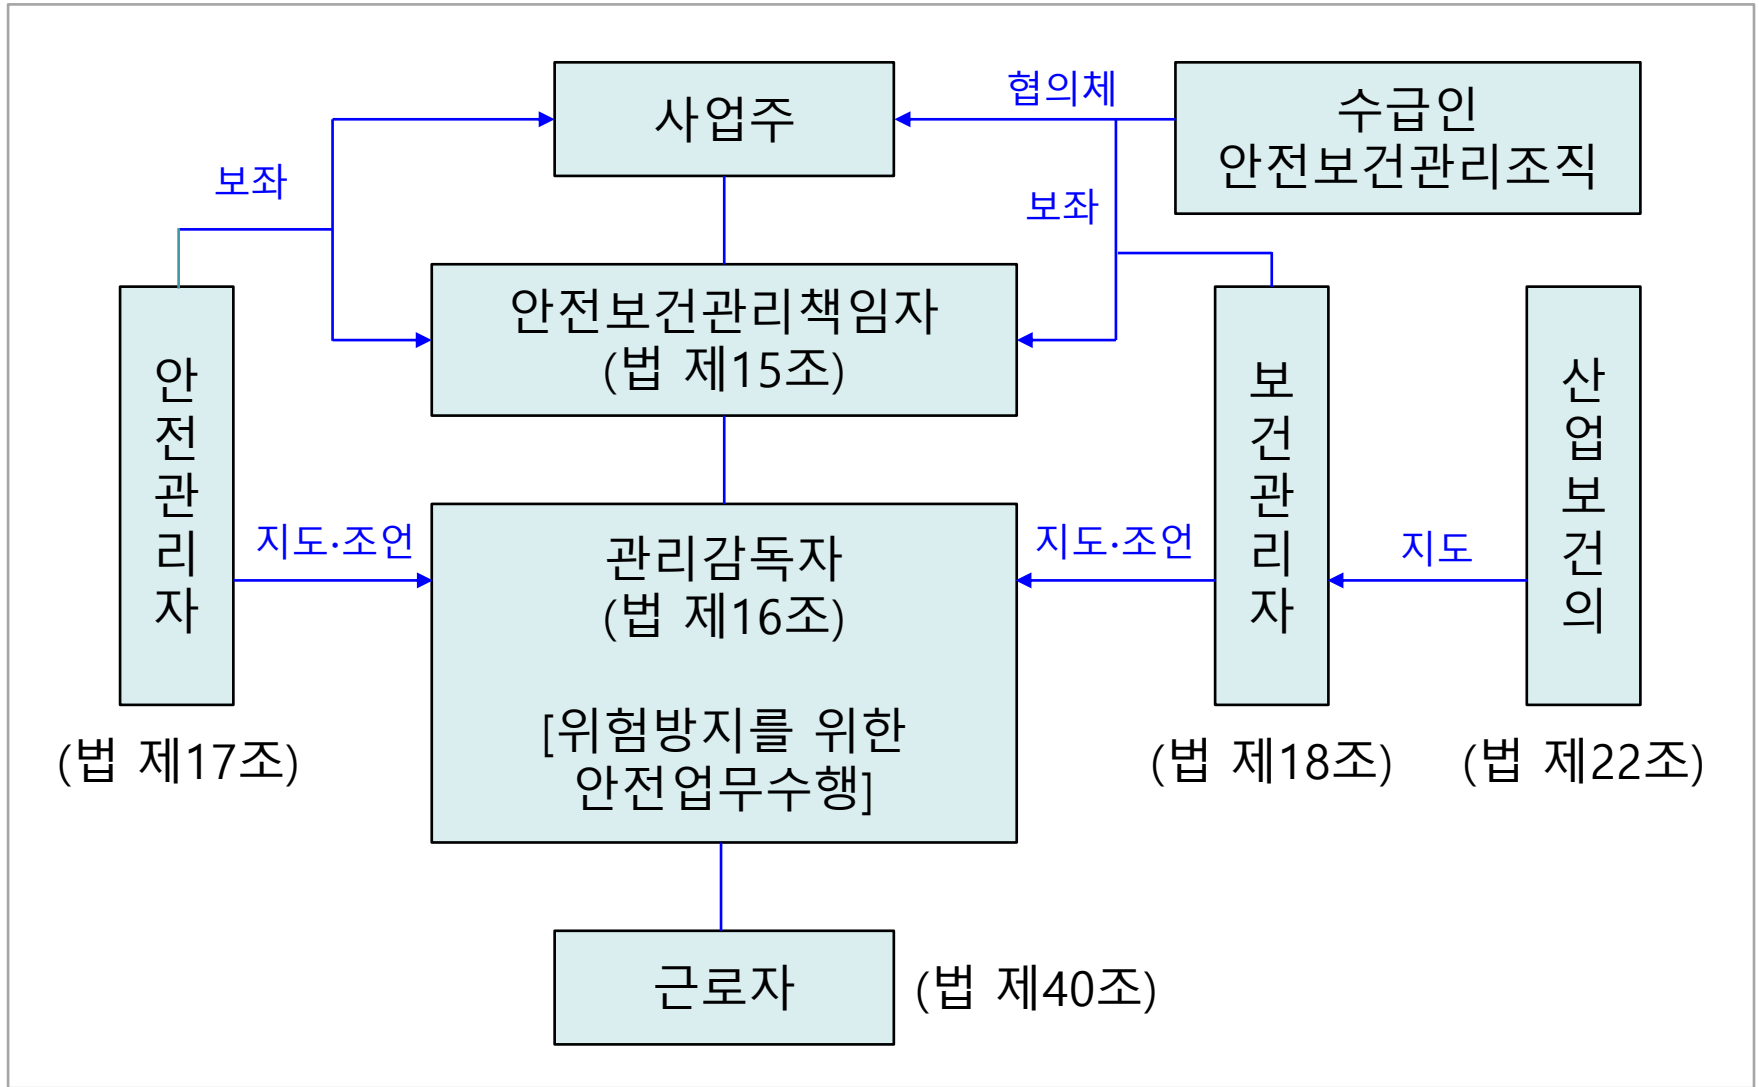 사업주
협의체
수급인
안전보건관리조직
보좌
보좌
안전보건관리책임자
(법 제15조)
안
전
관
리
자
보
건
관
리
자
산
업
보
건
의
지도·조언
관리감독자
(법 제16조)
[위험방지를 위한
안전업무수행]
지도·조언
지도
(법 제17조)
(법 제18조)
(법 제22조)
근로자
(법 제40조)